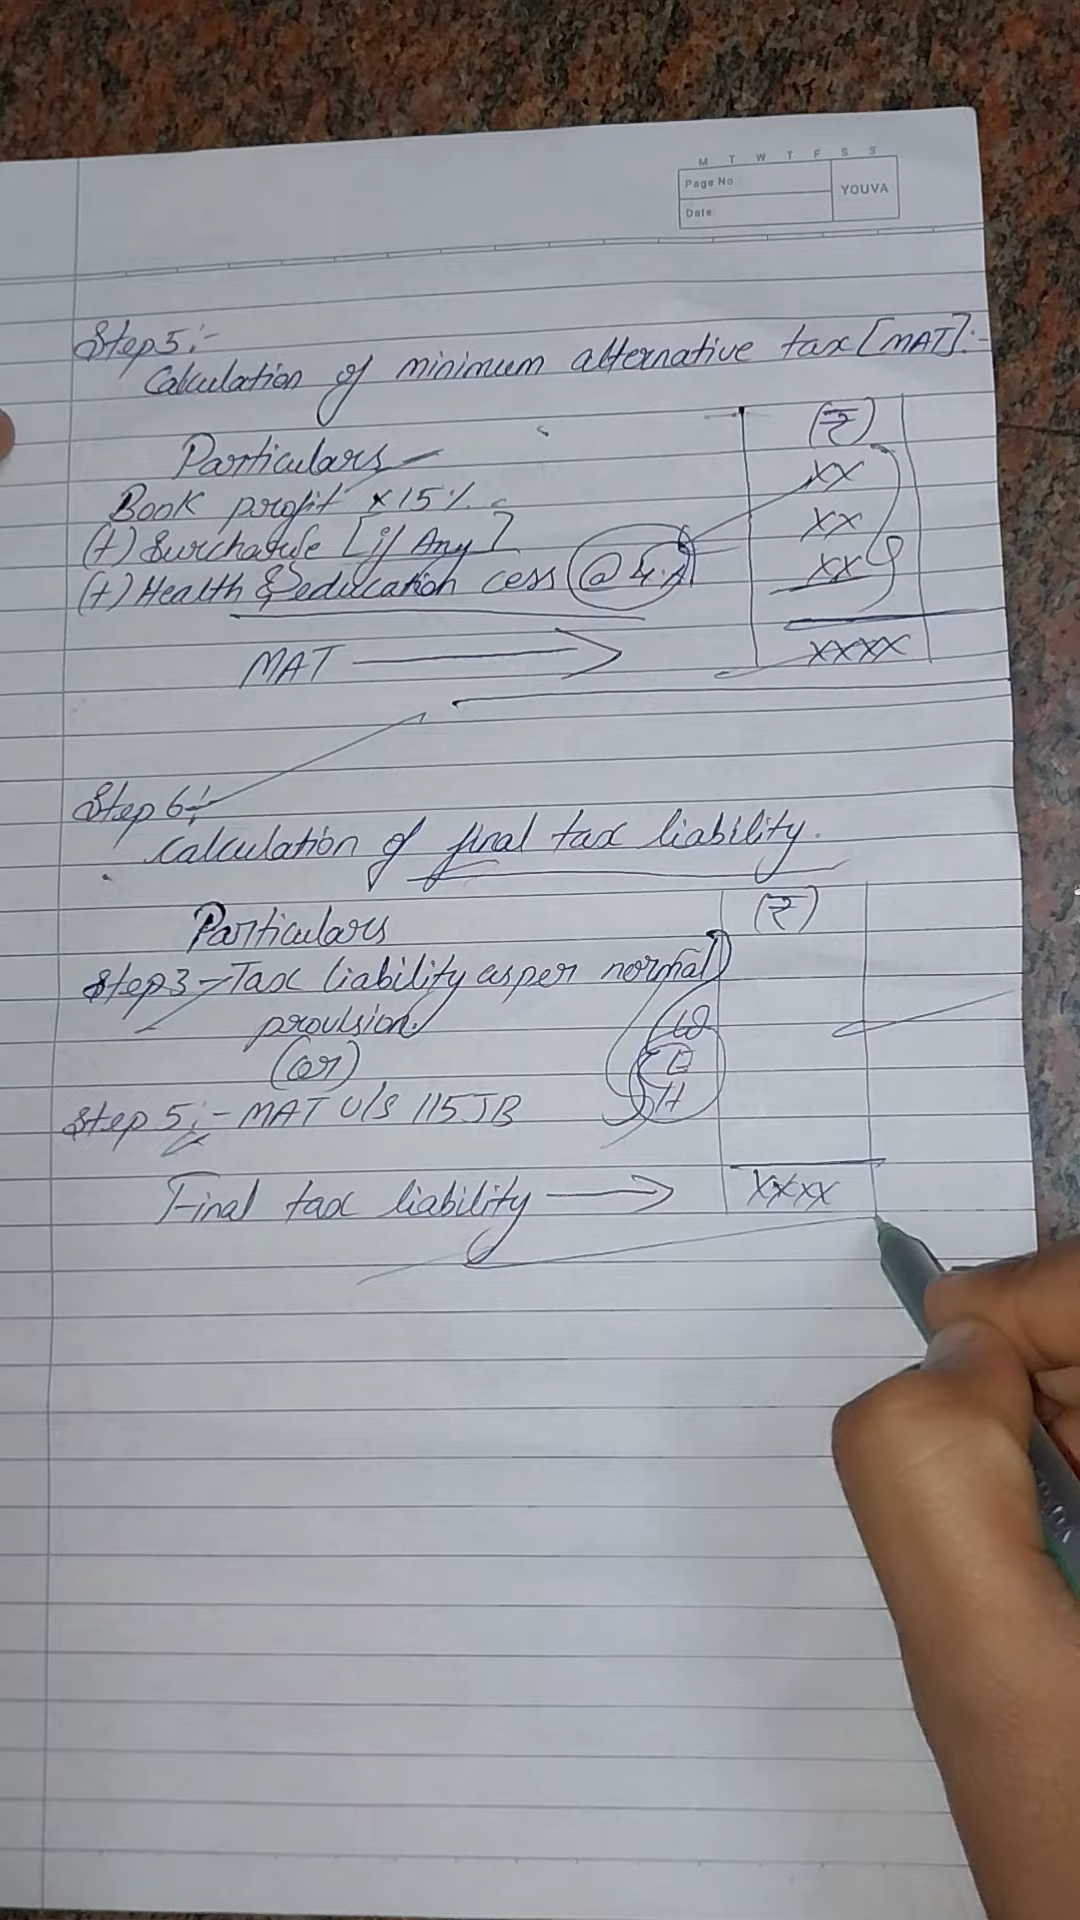 M T W T F S S
Page No
YOUVA
Date
Step 5:-
Calculation of minimum alternative tax [MAT]:-
Particulars
(₹)
Book profit x 15%
xx
(+) Surcharge [if Any]
xx
(+) Health & education cess @ 4%
xx
MAT
xxxx
Step 6:-
Calculation of final tax liability.
Particulars
(₹)
Step 3 - Tax liability as per normal
provision.
(or)
W
E
H
Step 5:- MAT U/S 115JB
Final tax liability
xxxx